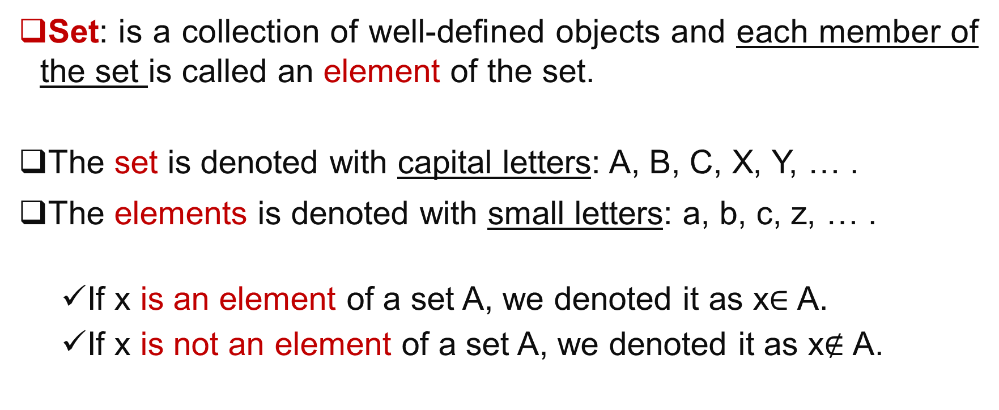 ❑Set: is a collection of well-defined objects and each member of
the set is called an element of the set.
❑The set is denoted with capital letters: A, B, C, X, Y, … .
❑The elements is denoted with small letters: a, b, c, z, … .
✓If x is an element of a set A, we denoted it as x∈ A.
✓If x is not an element of a set A, we denoted it as x∉ A.